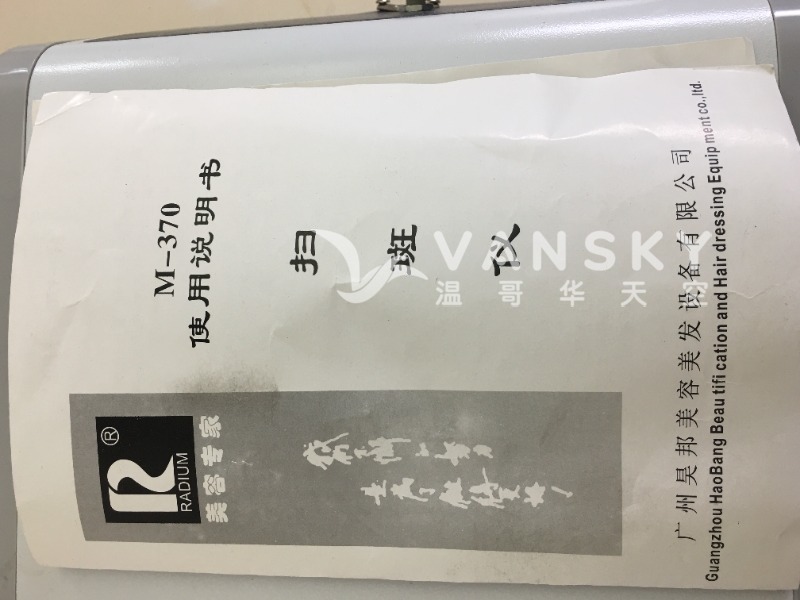 M-370
使用说明书
扫
斑
仪
R
®
RADIUM
美容专家
广州昊邦美容美发设备有限公司
Guangzhou HaoBang Beau tifi cation and Hair dressing Equip ment co.,ltd.
VANSKY
温哥华天网